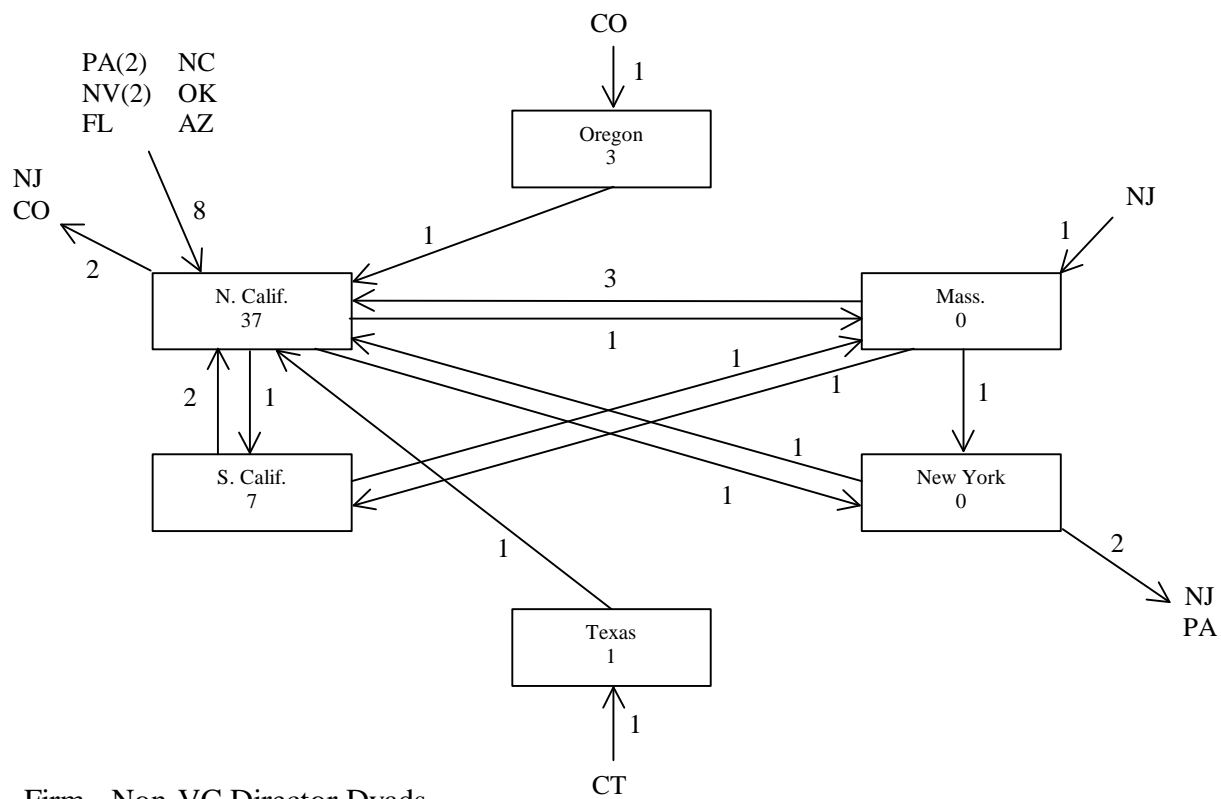 CO
1
PA(2) NC
NV(2) OK
FL AZ
Oregon
3
NJ
CO
8
2
1
NJ
1
N. Calif.
37
3
1
Mass.
0
2
1
1
1
1
S. Calif.
7
1
1
New York
0
1
2
NJ
PA
Texas
1
1
CT
Firm - Non-VC Director Dyads